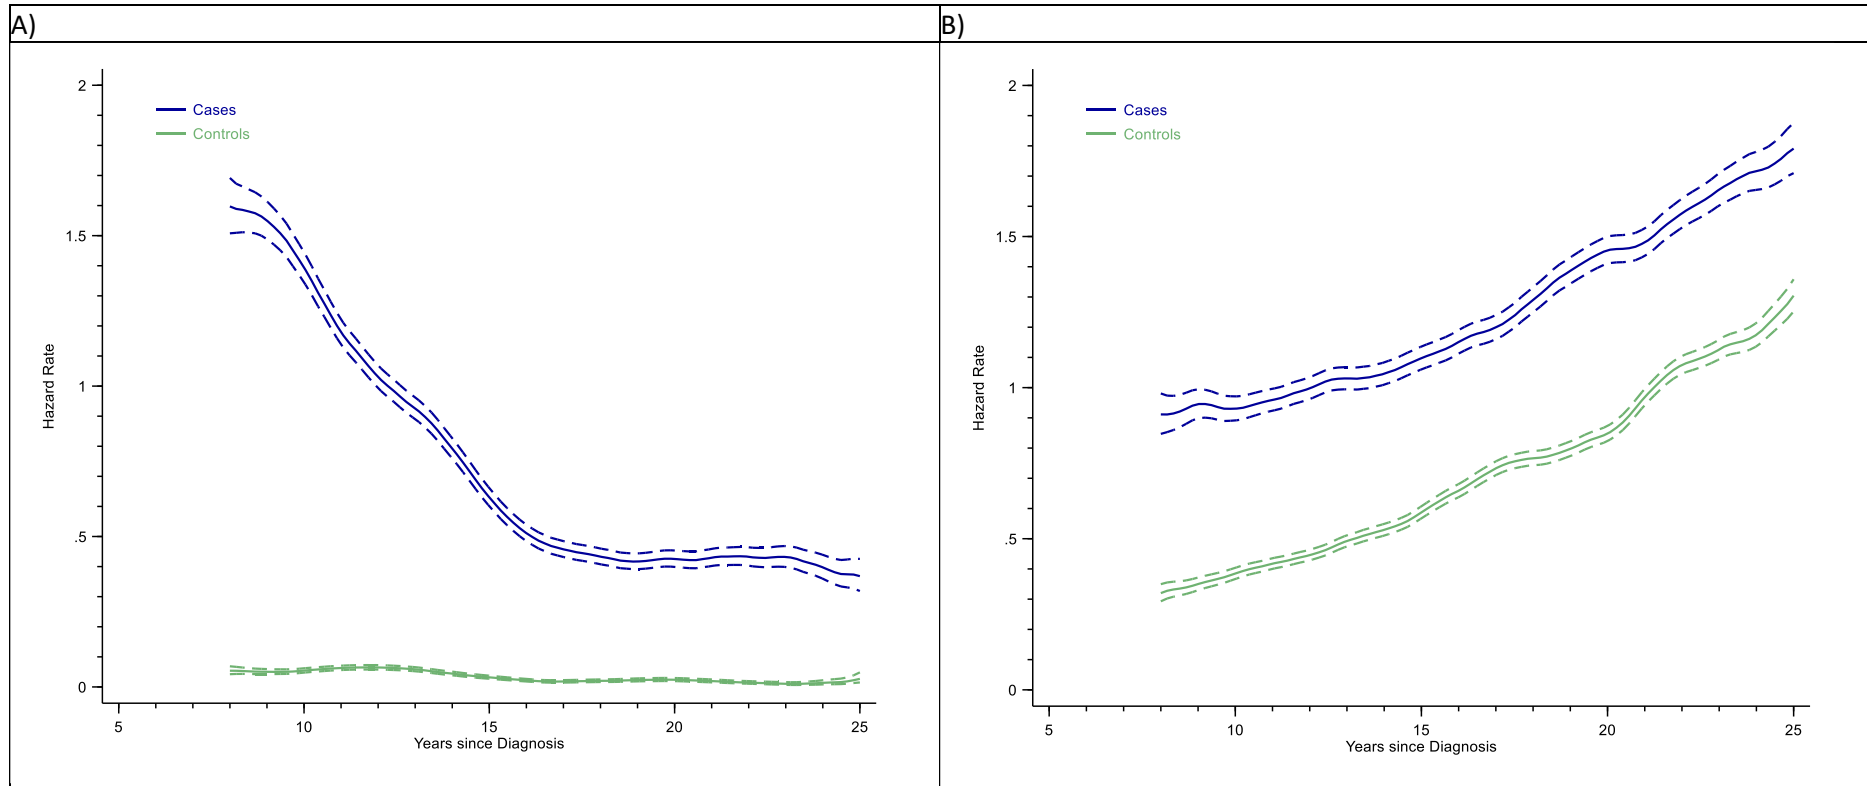 A)
B)
2
1.5
1
.5
0
Hazard Rate
Cases
Controls
5 10 15 20 25
Years since Diagnosis
2
1.5
1
.5
0
Hazard Rate
Cases
Controls
5 10 15 20 25
Years since Diagnosis